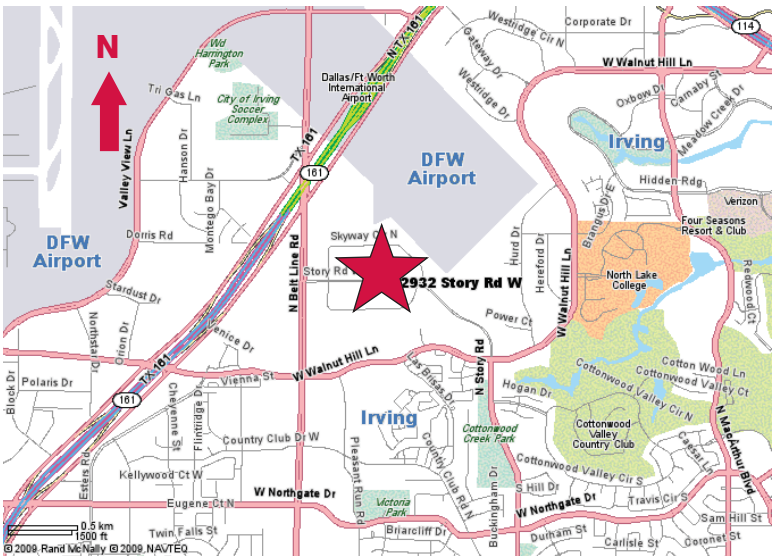 Westridge Cir N
Corporate Dr
N TX 161
114
N
Wd
Harrington
Park
Gateway Dr
W Walnut Hill Ln
Dallas/Ft Worth
International
Airport
Tri Gas Ln
City of Irving
Soccer
Complex
Westridge Dr
Oxbow Dr
Carnaby St
Meadow Creek Dr
Valley View Ln
Hanson Dr
TX 161
Irving
161
DFW
Airport
Hidden Rdg
Montego Bay Dr
Brangus Dr E
Verizon
Dorris Rd
Skyway Cir N
Four Seasons
Resort & Club
DFW
Airport
Hurd Dr
Hereford Dr
Story Rd
2932 Story Rd W
North Lake
College
Redwood Ct
Stardust Dr
N Belt Line Rd
Power Ct
W Walnut Hill Ln
Northstar Dr
Orion Dr
Venice Dr
W Walnut Hill Ln
Las Brisas Dr
N Story Rd
Cotton Wood Ln
Cottonwood Valley Ct
TX 161
Block Dr
Polaris Dr
Vienna St
Hogan Dr
Cottonwood Valley Cir N
161
Cheyenne St
Flintridge Dr
Irving
Cottonwood
Creek Park
Cottonwood
Valley
Country Club
N MacArthur Blvd
Country Club Dr W
Caesar Ln
Esters Rd
Kellywood Ct W
Pleasant Run Rd
Country Club Rd N
Cottonwood Valley Cir S
Buckingham Dr
S Hill Dr
W Northgate Dr
Eugene Ct N
Victoria
Park
W Northgate Dr
Travis Cir S
Sam Hill St
0.5 km
1500 ft
Twin Falls St
Briarcliff Dr
Durham St
Carlisle St
Coronet St
© 2009 Rand McNally © 2009 NAVTEQ